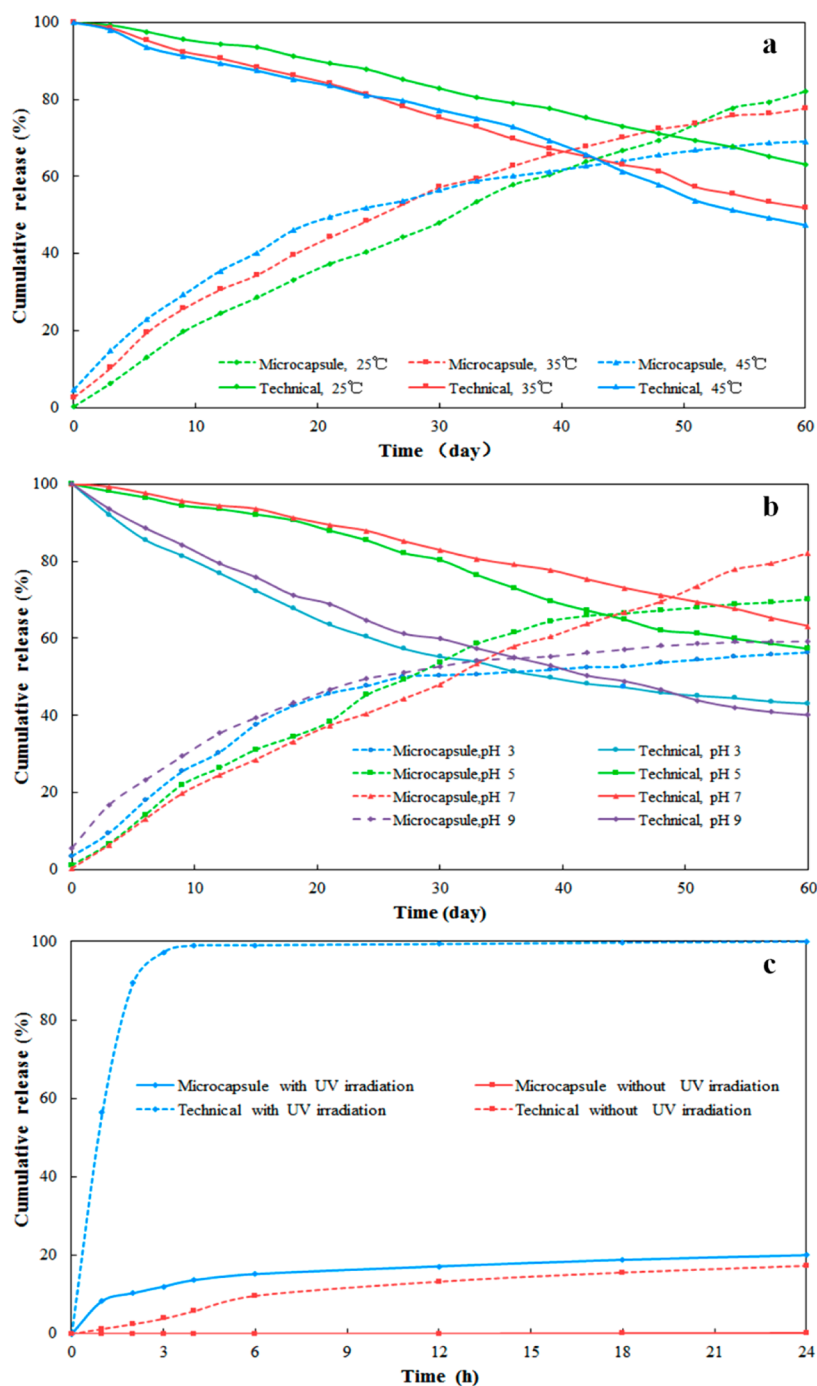 a
100
80
60
40
20
0
Cumulative release (%)
Microcapsule, 25℃ Microcapsule, 35℃ Microcapsule, 45℃
Technical, 25℃ Technical, 35℃ Technical, 45℃
0 10 20 30 40 50 60
Time （day）
b
100
80
60
40
20
0
Cumulative release (%)
Microcapsule,pH 3 Technical, pH 3
Microcapsule,pH 5 Technical, pH 5
Microcapsule,pH 7 Technical, pH 7
Microcapsule,pH 9 Technical, pH 9
0 10 20 30 40 50 60
Time (day)
c
100
80
60
40
20
0
Cumulative release (%)
Microcapsule with UV irradiation Microcapsule without UV irradiation
Technical with UV irradiation Technical without UV irradiation
0 3 6 9 12 15 18 21 24
Time (h)